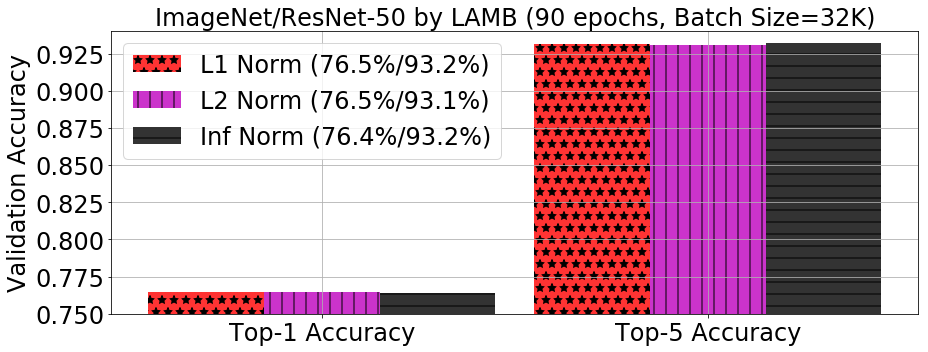 ImageNet/ResNet-50 by LAMB (90 epochs, Batch Size=32K)
Validation Accuracy
0.925
0.900
0.875
0.850
0.825
0.800
0.775
0.750
L1 Norm (76.5%/93.2%)
L2 Norm (76.5%/93.1%)
Inf Norm (76.4%/93.2%)
Top-1 Accuracy
Top-5 Accuracy